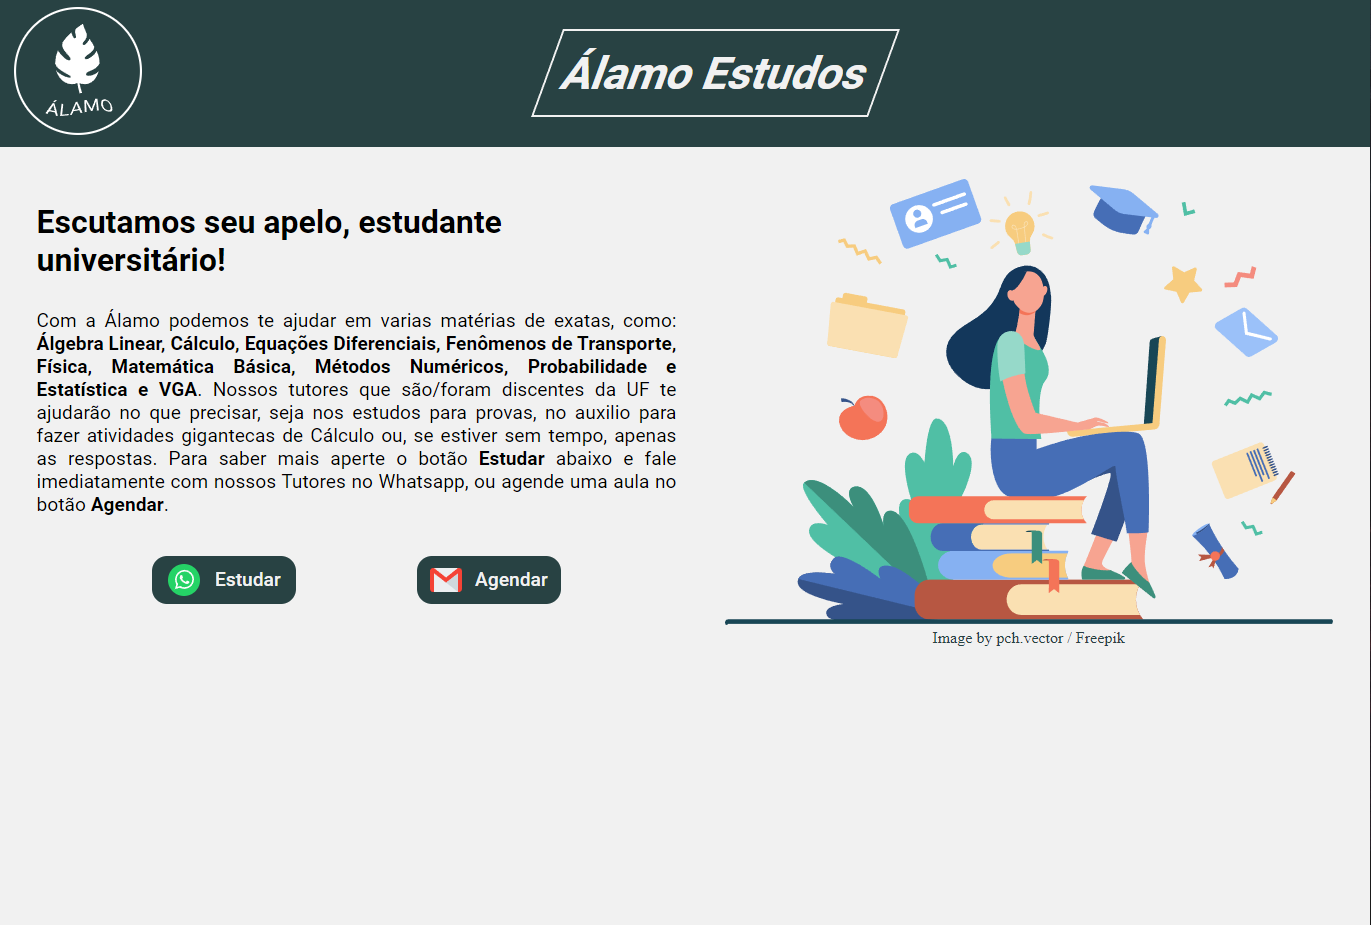 ÁLAMO
Álamo Estudos
Escutamos seu apelo, estudante
universitário!
Com a Álamo podemos te ajudar em varias matérias de exatas, como:
Álgebra Linear, Cálculo, Equações Diferenciais, Fenômenos de Transporte,
Física, Matemática Básica, Métodos Numéricos, Probabilidade e
Estatística e VGA. Nossos tutores que são/foram discentes da UF te
ajudarão no que precisar, seja nos estudos para provas, no auxilio para
fazer atividades gigantecas de Cálculo ou, se estiver sem tempo, apenas
as respostas. Para saber mais aperte o botão Estudar abaixo e fale
imediatamente com nossos Tutores no Whatsapp, ou agende uma aula no
botão Agendar.
Estudar
Agendar
Image by pch.vector / Freepik